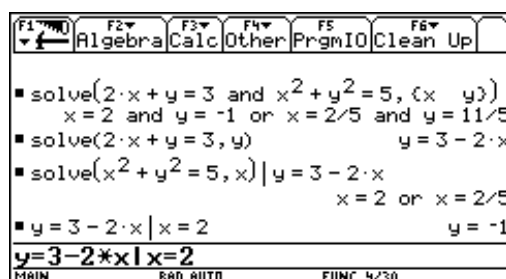 F1 F2 F3 F4 F5 F6
Algebra Calc Other PrgmIO Clean Up
▪ solve(2·x + y = 3 and x² + y² = 5, {x y})
x = 2 and y = -1 or x = 2/5 and y = 11/5
▪ solve(2·x + y = 3, y) y = 3 - 2·x
▪ solve(x² + y² = 5, x) | y = 3 - 2·x
x = 2 or x = 2/5
▪ y = 3 - 2·x | x = 2 y = -1
y=3-2*x|x=2
MAIN RAD AUTO FUNC 4/30